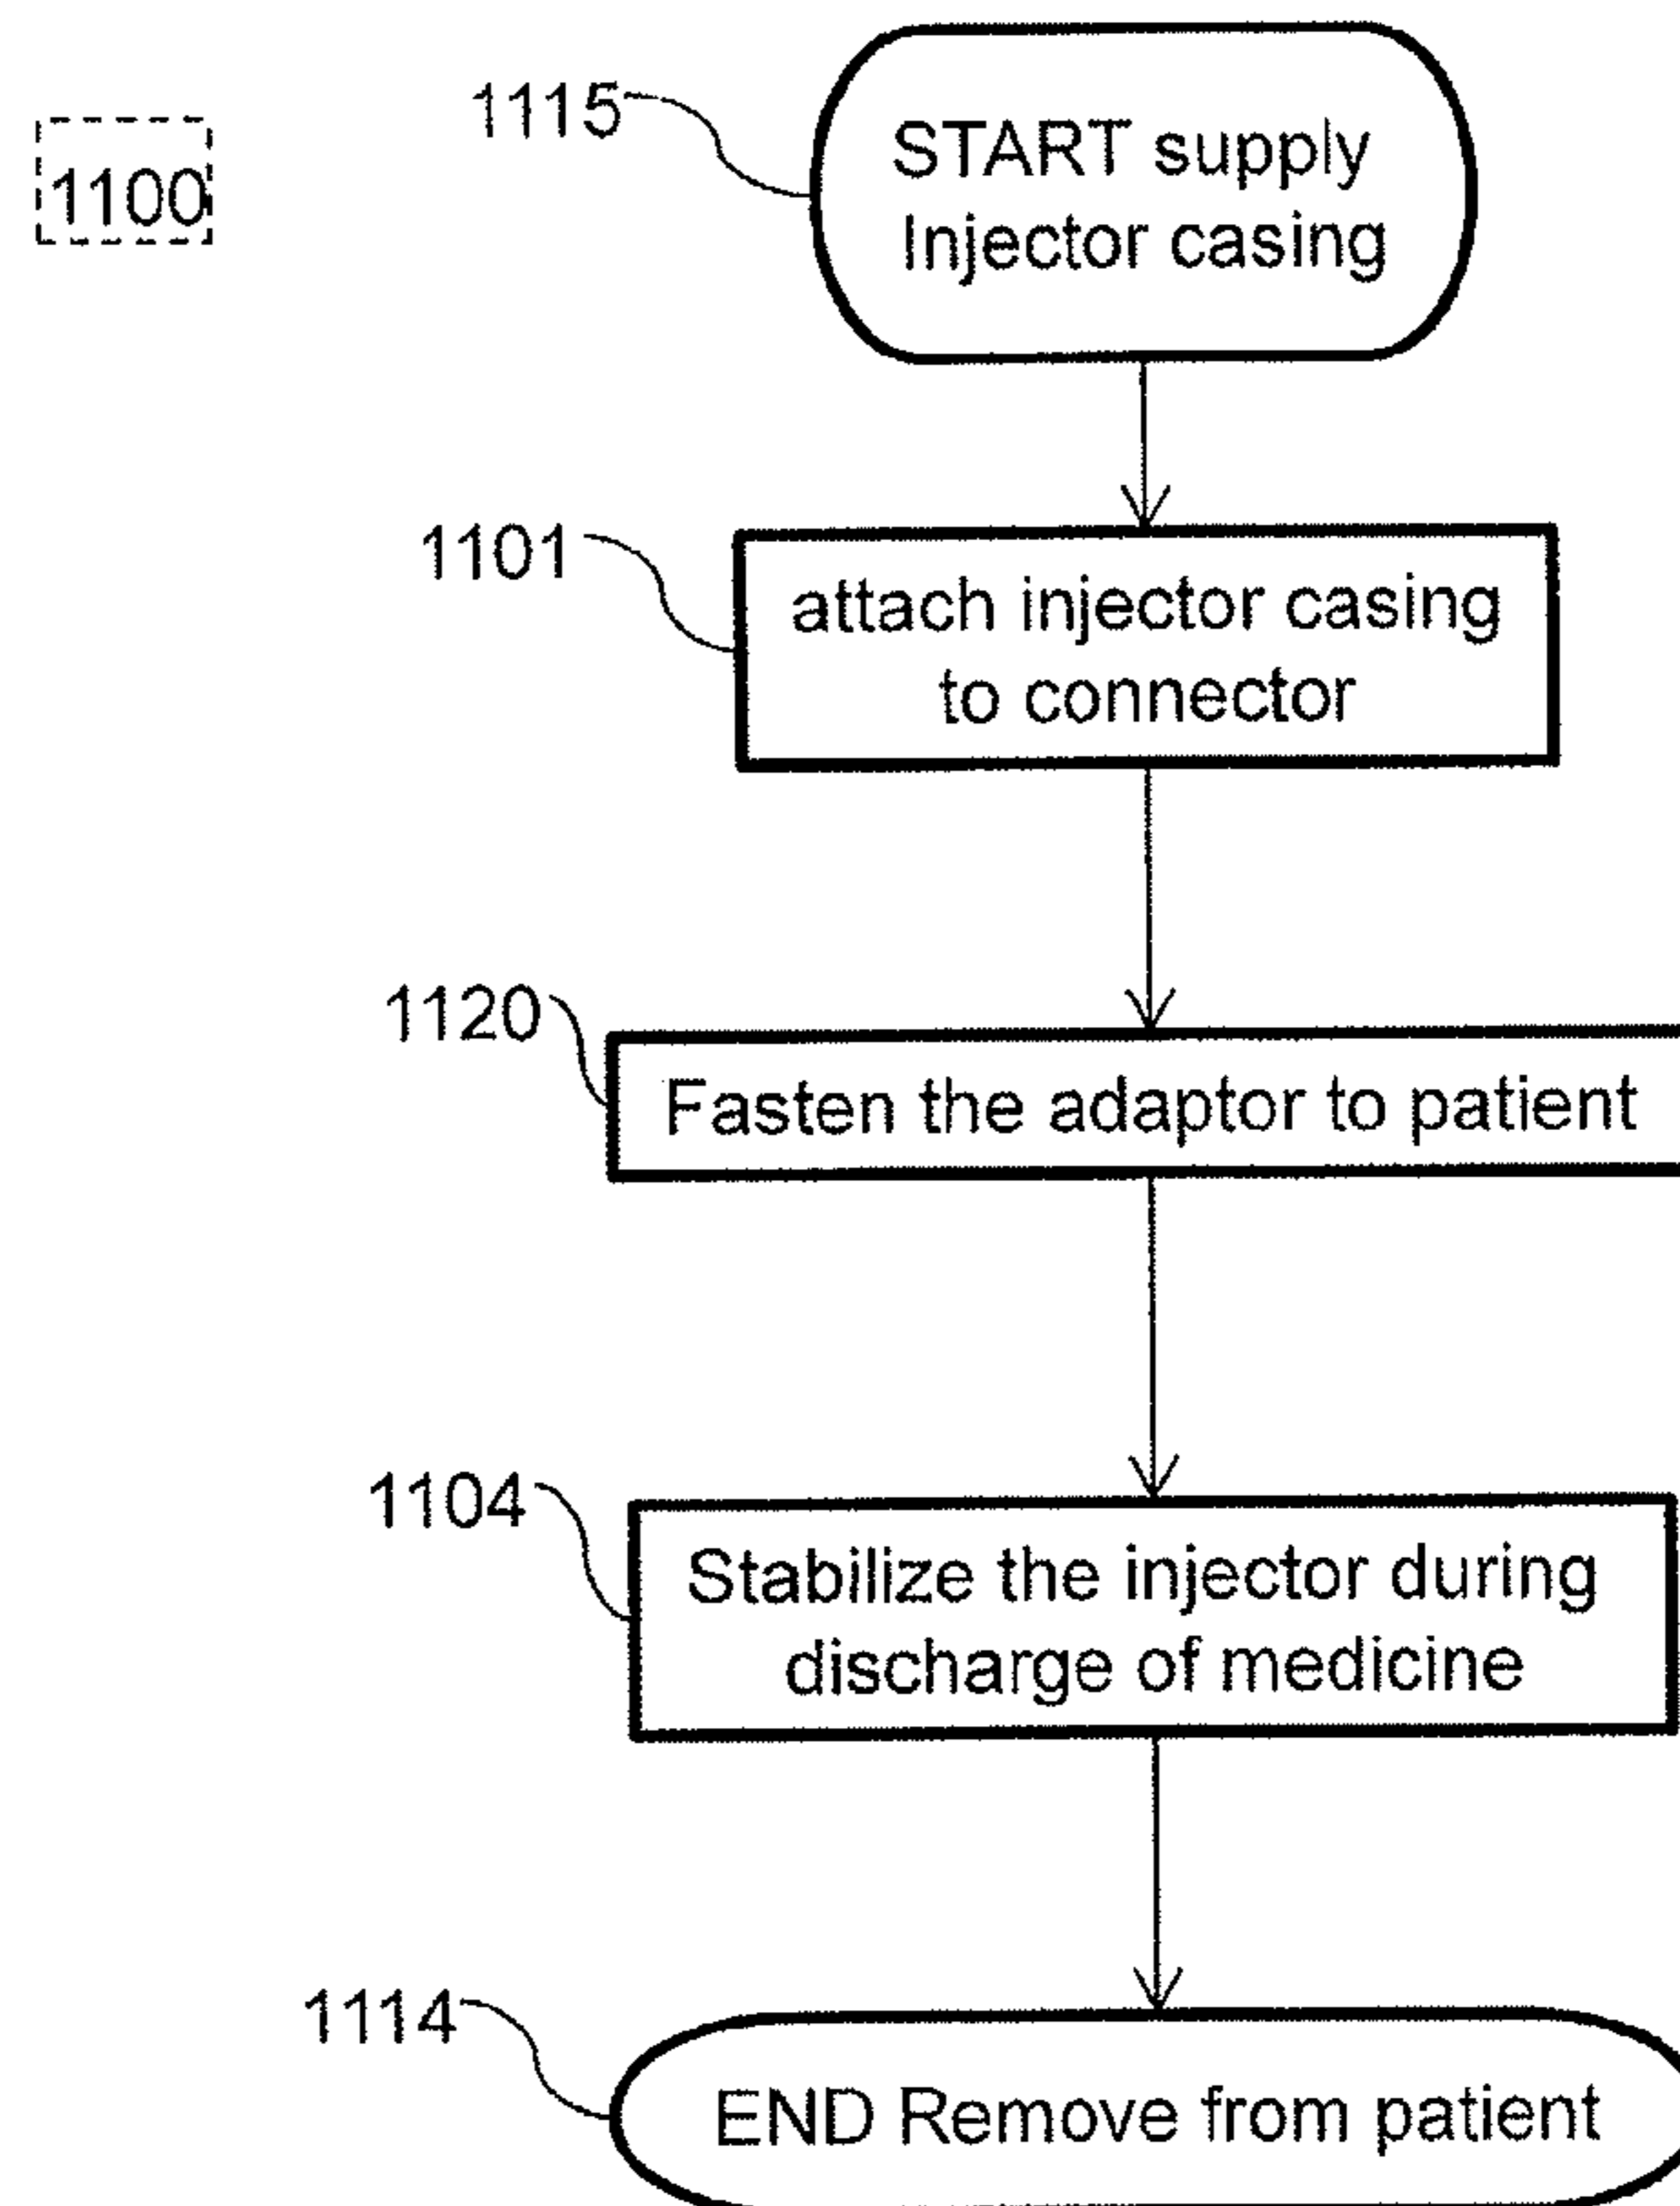 1100
1115
START supply
Injector casing
1101
attach injector casing
to connector
1120
Fasten the adaptor to patient
1104
Stabilize the injector during
discharge of medicine
1114
END Remove from patient